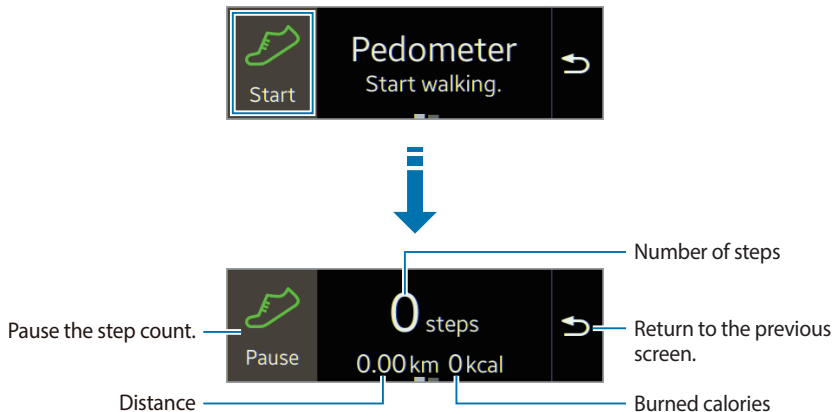 Pedometer
Start walking.
Start
Number of steps
0 steps
Pause the step count.
Return to the previous
screen.
Pause
0.00 km 0 kcal
Distance
Burned calories